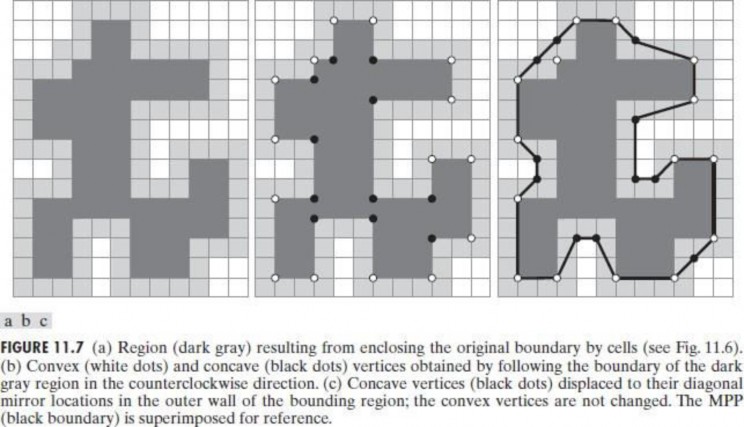 a b c
FIGURE 11.7 (a) Region (dark gray) resulting from enclosing the original boundary by cells (see Fig. 11.6).
(b) Convex (white dots) and concave (black dots) vertices obtained by following the boundary of the dark
gray region in the counterclockwise direction. (c) Concave vertices (black dots) displaced to their diagonal
mirror locations in the outer wall of the bounding region; the convex vertices are not changed. The MPP
(black boundary) is superimposed for reference.